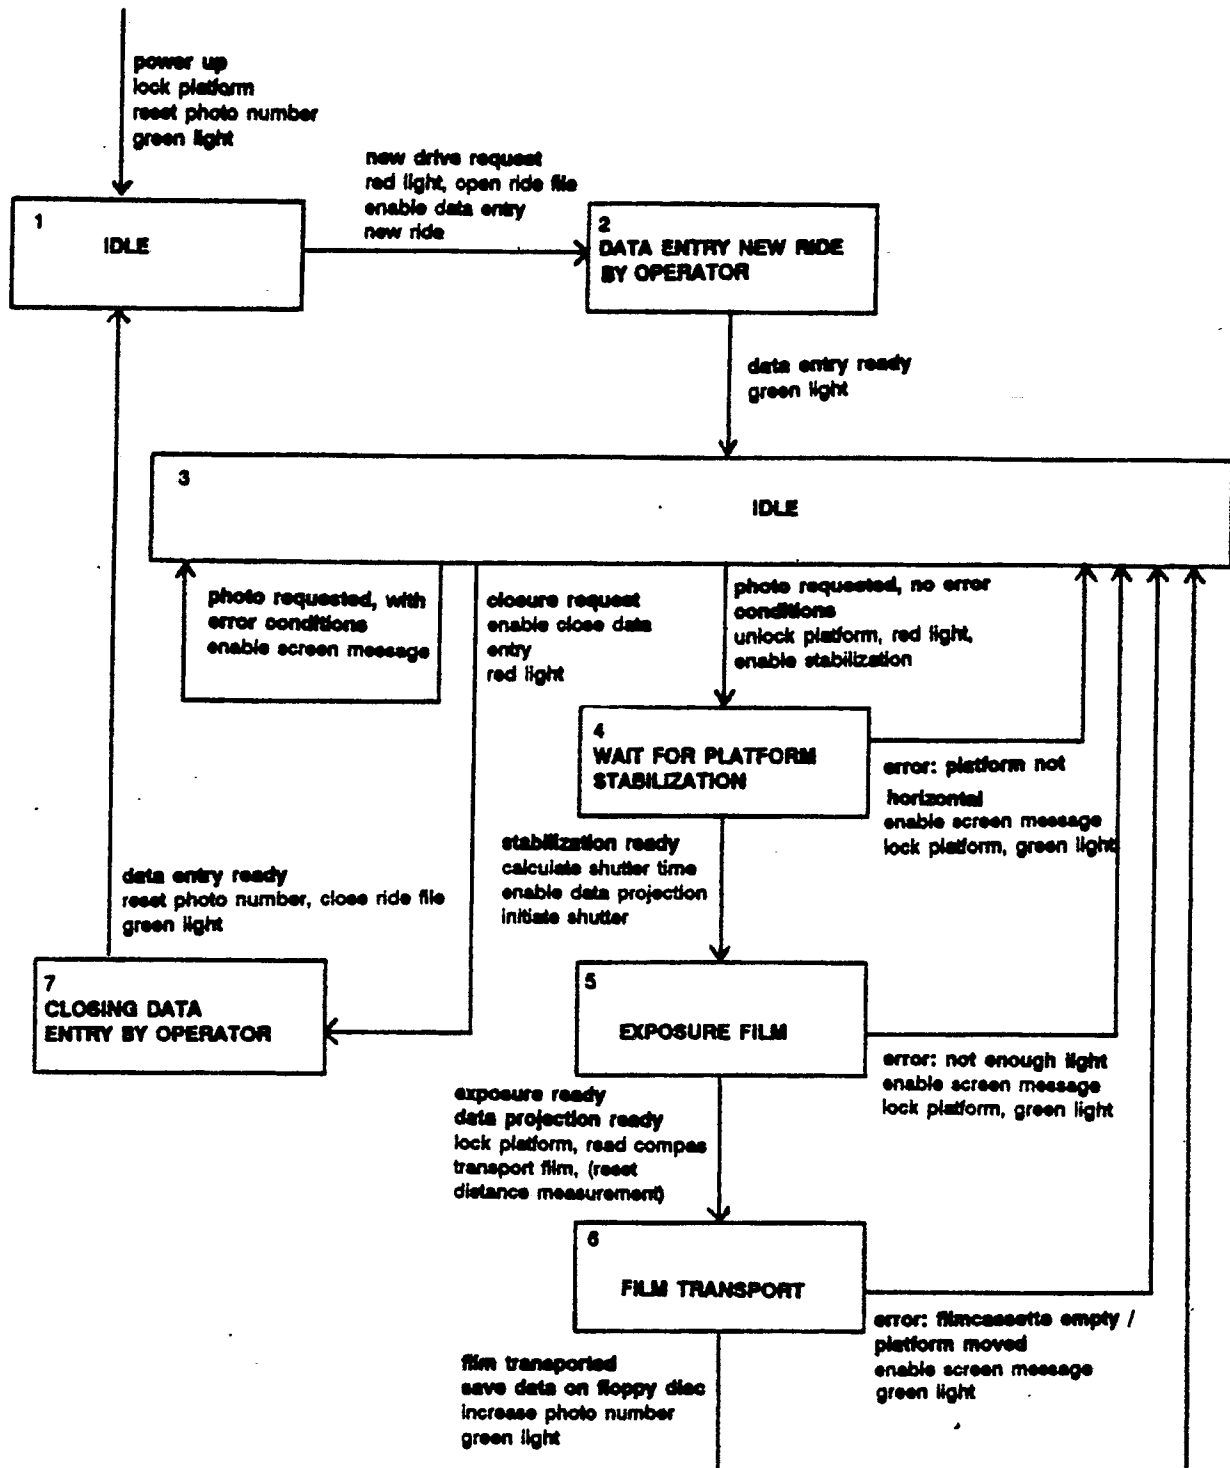 power up
lock platform
reset photo number
green light
new drive request
red light, open ride file
enable data entry
new ride
1
IDLE
2
DATA ENTRY NEW RIDE
BY OPERATOR
data entry ready
green light
3
IDLE
photo requested, with
error conditions
enable screen message
closure request
enable close data
entry
red light
photo requested, no error
conditions
unlock platform, red light,
enable stabilization
4
WAIT FOR PLATFORM
STABILIZATION
error: platform not
horizontal
enable screen message
lock platform, green light
stabilization ready
calculate shutter time
enable data projection
initiate shutter
data entry ready
reset photo number, close ride file
green light
7
CLOSING DATA
ENTRY BY OPERATOR
5
EXPOSURE FILM
error: not enough light
enable screen message
lock platform, green light
exposure ready
data projection ready
lock platform, read compas
transport film, (reset
distance measurement)
6
FILM TRANSPORT
error: filmcassette empty /
platform moved
enable screen message
green light
film transported
save data on floppy disc
increase photo number
green light